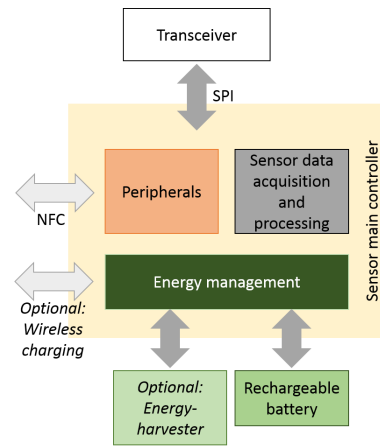 Transceiver
SPI
Peripherals
Sensor data
acquisition
and
processing
NFC
Sensor main controller
Energy management
Optional:
Wireless
charging
Optional:
Energy-
harvester
Rechargeable
battery